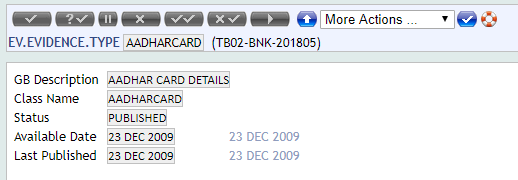 More Actions ...
EV.EVIDENCE.TYPE AADHARCARD (TB02-BNK-201805)
GB Description AADHAR CARD DETAILS
Class Name AADHARCARD
Status PUBLISHED
Available Date 23 DEC 2009 23 DEC 2009
Last Published 23 DEC 2009 23 DEC 2009